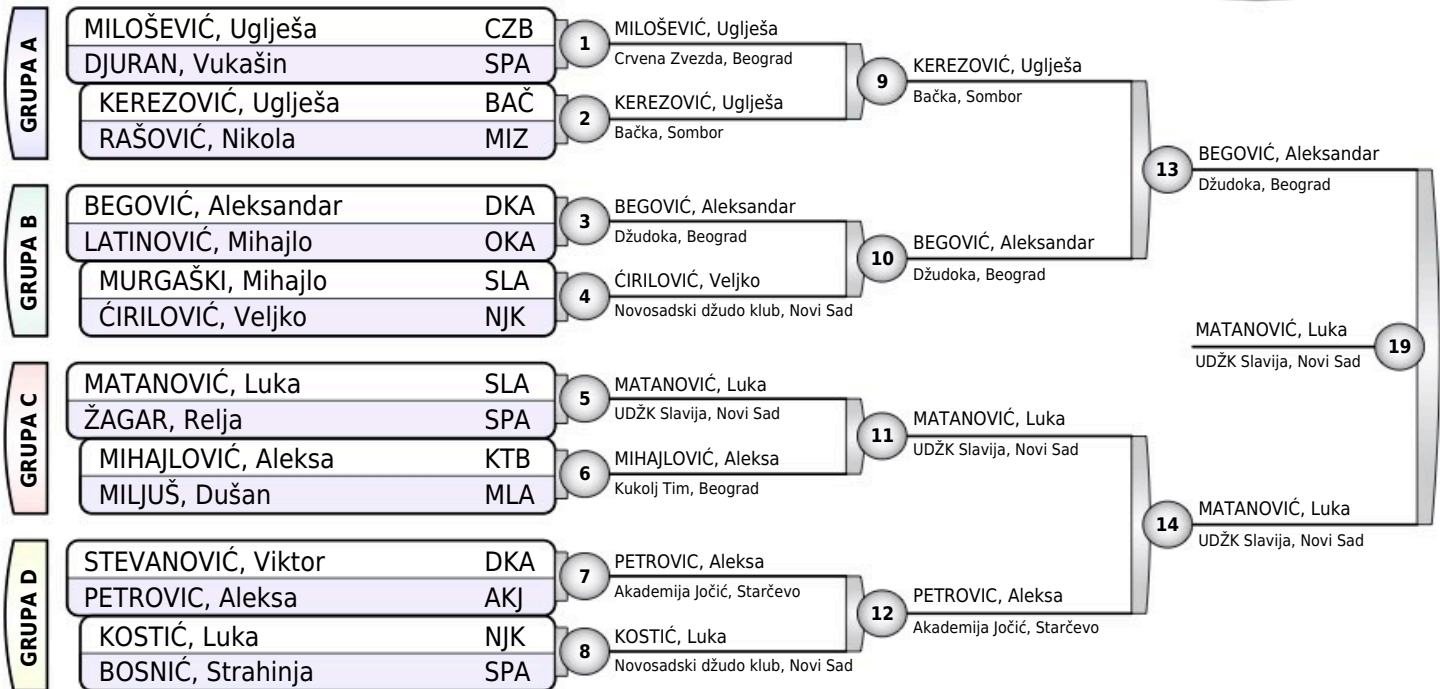 GRUPA A
MILOŠEVIĆ, Uglješa CZB
DJURAN, Vukašin SPA
KEREZOVIĆ, Uglješa BAČ
RAŠOVIĆ, Nikola MIZ
GRUPA B
BEGOVIĆ, Aleksandar DKA
LATINOVIĆ, Mihajlo OKA
MURGAŠKI, Mihajlo SLA
ĆIRILOVIĆ, Veljko NJK
GRUPA C
MATANOVIĆ, Luka SLA
ŽAGAR, Relja SPA
MIHAJLOVIĆ, Aleksa KTB
MILJUŠ, Dušan MLA
GRUPA D
STEVANOVIĆ, Viktor DKA
PETROVIC, Aleksa AKJ
KOSTIĆ, Luka NJK
BOSNIĆ, Strahinja SPA
1
MILOŠEVIĆ, Uglješa
Crvena Zvezda, Beograd
2
KEREZOVIĆ, Uglješa
Bačka, Sombor
3
BEGOVIĆ, Aleksandar
Džudoka, Beograd
4
ĆIRILOVIĆ, Veljko
Novosadski džudo klub, Novi Sad
5
MATANOVIĆ, Luka
UDŽK Slavija, Novi Sad
6
MIHAJLOVIĆ, Aleksa
Kukolj Tim, Beograd
7
PETROVIC, Aleksa
Akademija Jočić, Starčevo
8
KOSTIĆ, Luka
Novosadski džudo klub, Novi Sad
9
KEREZOVIĆ, Uglješa
Bačka, Sombor
10
BEGOVIĆ, Aleksandar
Džudoka, Beograd
11
MATANOVIĆ, Luka
UDŽK Slavija, Novi Sad
12
PETROVIC, Aleksa
Akademija Jočić, Starčevo
13
BEGOVIĆ, Aleksandar
Džudoka, Beograd
14
MATANOVIĆ, Luka
UDŽK Slavija, Novi Sad
MATANOVIĆ, Luka
UDŽK Slavija, Novi Sad
19